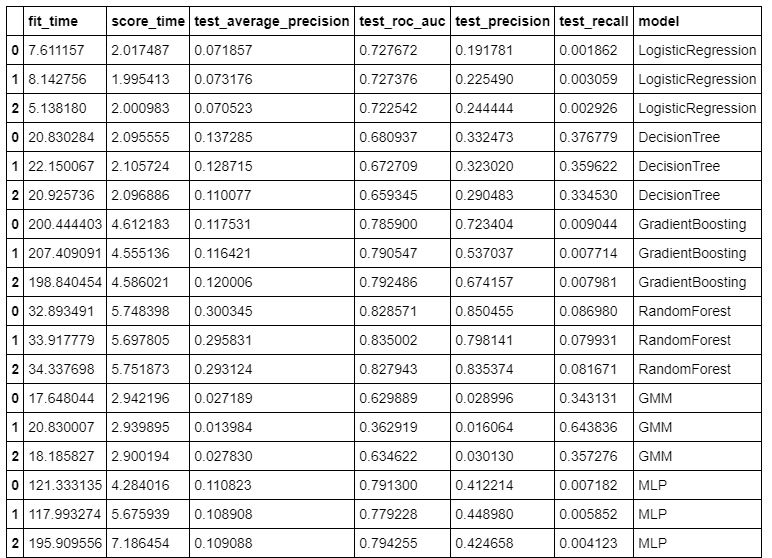 fit_time score_time test_average_precision test_roc_auc test_precision test_recall model
0 7.611157 2.017487 0.071857 0.727672 0.191781 0.001862 LogisticRegression
1 8.142756 1.995413 0.073176 0.727376 0.225490 0.003059 LogisticRegression
2 5.138180 2.000983 0.070523 0.722542 0.244444 0.002926 LogisticRegression
0 20.830284 2.095555 0.137285 0.680937 0.332473 0.376779 DecisionTree
1 22.150067 2.105724 0.128715 0.672709 0.323020 0.359622 DecisionTree
2 20.925736 2.096886 0.110077 0.659345 0.290483 0.334530 DecisionTree
0 200.444403 4.612183 0.117531 0.785900 0.723404 0.009044 GradientBoosting
1 207.409091 4.555136 0.116421 0.790547 0.537037 0.007714 GradientBoosting
2 198.840454 4.586021 0.120006 0.792486 0.674157 0.007981 GradientBoosting
0 32.893491 5.748398 0.300345 0.828571 0.850455 0.086980 RandomForest
1 33.917779 5.697805 0.295831 0.835002 0.798141 0.079931 RandomForest
2 34.337698 5.751873 0.293124 0.827943 0.835374 0.081671 RandomForest
0 17.648044 2.942196 0.027189 0.629889 0.028996 0.343131 GMM
1 20.830007 2.939895 0.013984 0.362919 0.016064 0.643836 GMM
2 18.185827 2.900194 0.027830 0.634622 0.030130 0.357276 GMM
0 121.333135 4.284016 0.110823 0.791300 0.412214 0.007182 MLP
1 117.993274 5.675939 0.108908 0.779228 0.448980 0.005852 MLP
2 195.909556 7.186454 0.109088 0.794255 0.424658 0.004123 MLP